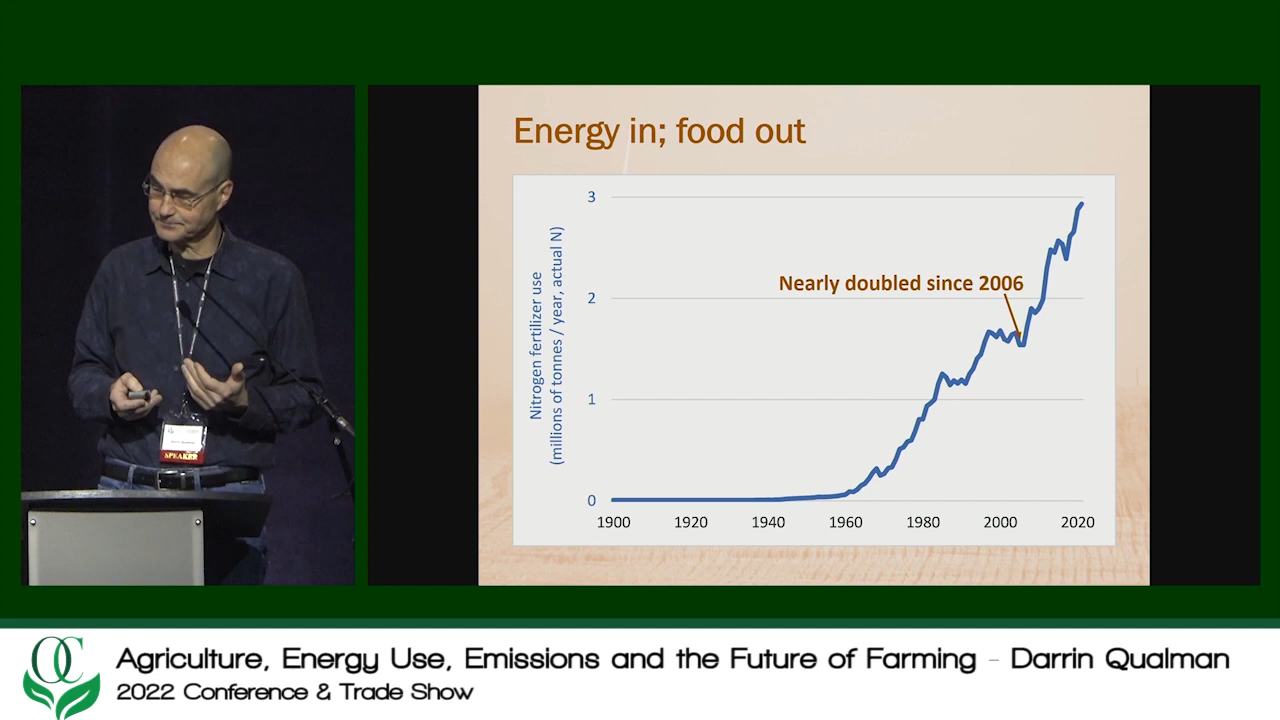 Energy in; food out
Nitrogen fertilizer use
(millions of tonnes / year, actual N)
3
2
1
0
Nearly doubled since 2006
1900 1920 1940 1960 1980 2000 2020
SPEAKER
OC
Agriculture, Energy Use, Emissions and the Future of Farming - Darrin Qualman
2022 Conference & Trade Show